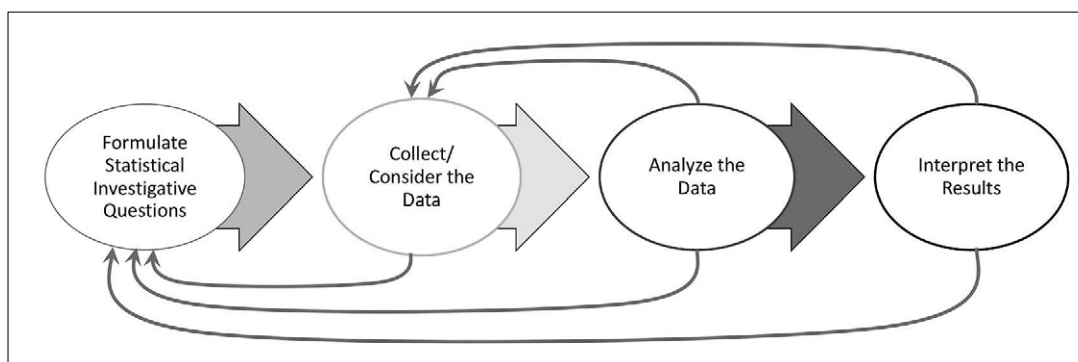 Formulate
Statistical
Investigative
Questions
Collect/
Consider the
Data
Analyze the
Data
Interpret the
Results